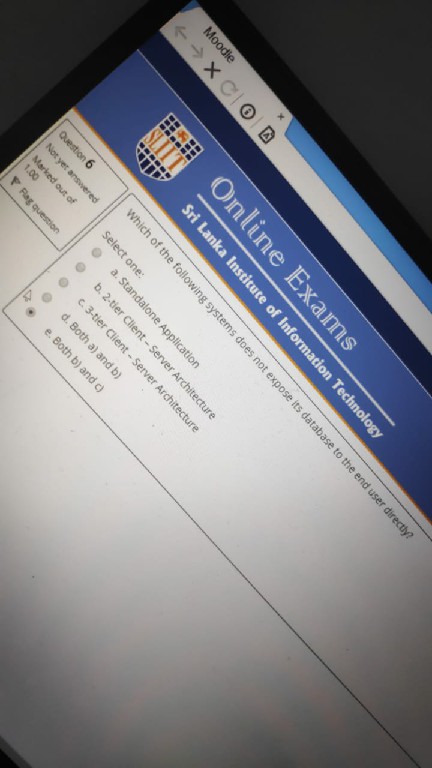 Moodle
SLIIT
Online Exams
Sri Lanka Institute of Information Technology
Question 6
Not yet answered
Marked out of
1.00
Flag question
Which of the following systems does not expose its database to the end user directly?
Select one:
a. Standalone Application
b. 2-tier Client – Server Architecture
c. 3-tier Client – Server Architecture
d. Both a) and b)
e. Both b) and c)